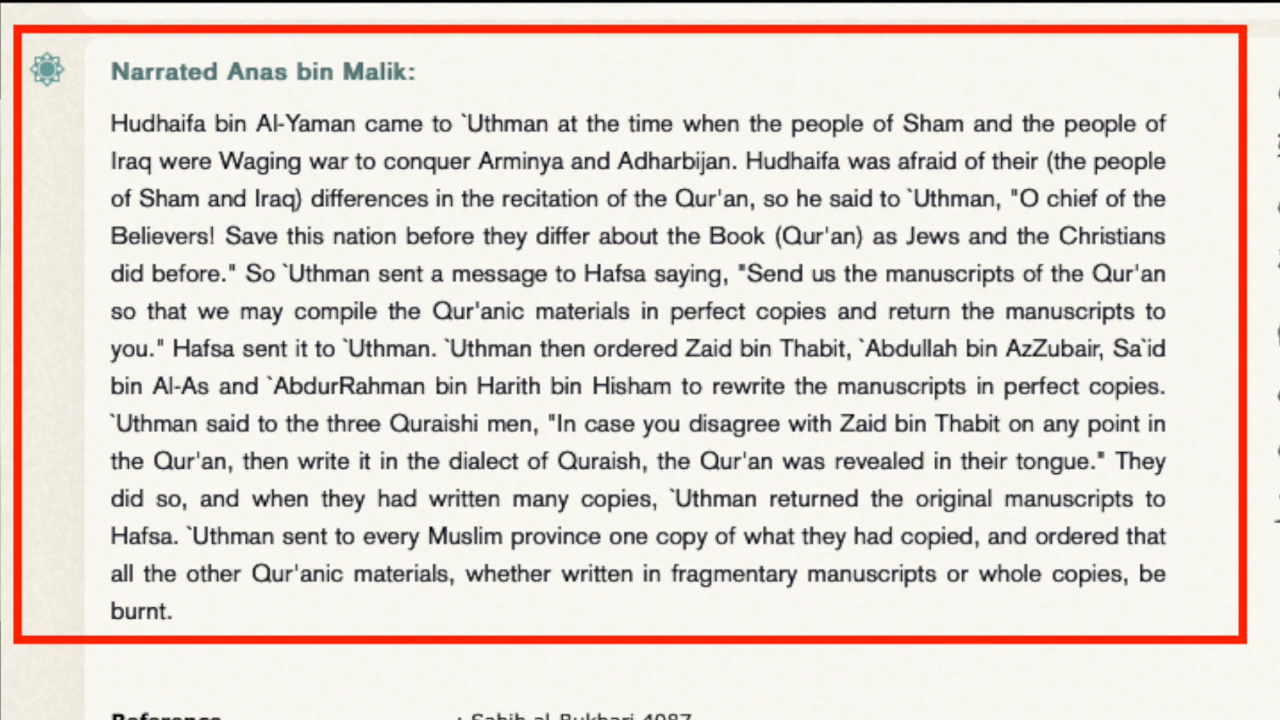 Narrated Anas bin Malik:
Hudhaifa bin Al-Yaman came to `Uthman at the time when the people of Sham and the people of
Iraq were Waging war to conquer Arminya and Adharbijan. Hudhaifa was afraid of their (the people
of Sham and Iraq) differences in the recitation of the Qur'an, so he said to `Uthman, "O chief of the
Believers! Save this nation before they differ about the Book (Qur'an) as Jews and the Christians
did before." So `Uthman sent a message to Hafsa saying, "Send us the manuscripts of the Qur'an
so that we may compile the Qur'anic materials in perfect copies and return the manuscripts to
you." Hafsa sent it to `Uthman. `Uthman then ordered Zaid bin Thabit, `Abdullah bin AzZubair, Sa`id
bin Al-As and `AbdurRahman bin Harith bin Hisham to rewrite the manuscripts in perfect copies.
`Uthman said to the three Quraishi men, "In case you disagree with Zaid bin Thabit on any point in
the Qur'an, then write it in the dialect of Quraish, the Qur'an was revealed in their tongue." They
did so, and when they had written many copies, `Uthman returned the original manuscripts to
Hafsa. `Uthman sent to every Muslim province one copy of what they had copied, and ordered that
all the other Qur'anic materials, whether written in fragmentary manuscripts or whole copies, be
burnt.
Reference : Sahih al-Bukhari 4987